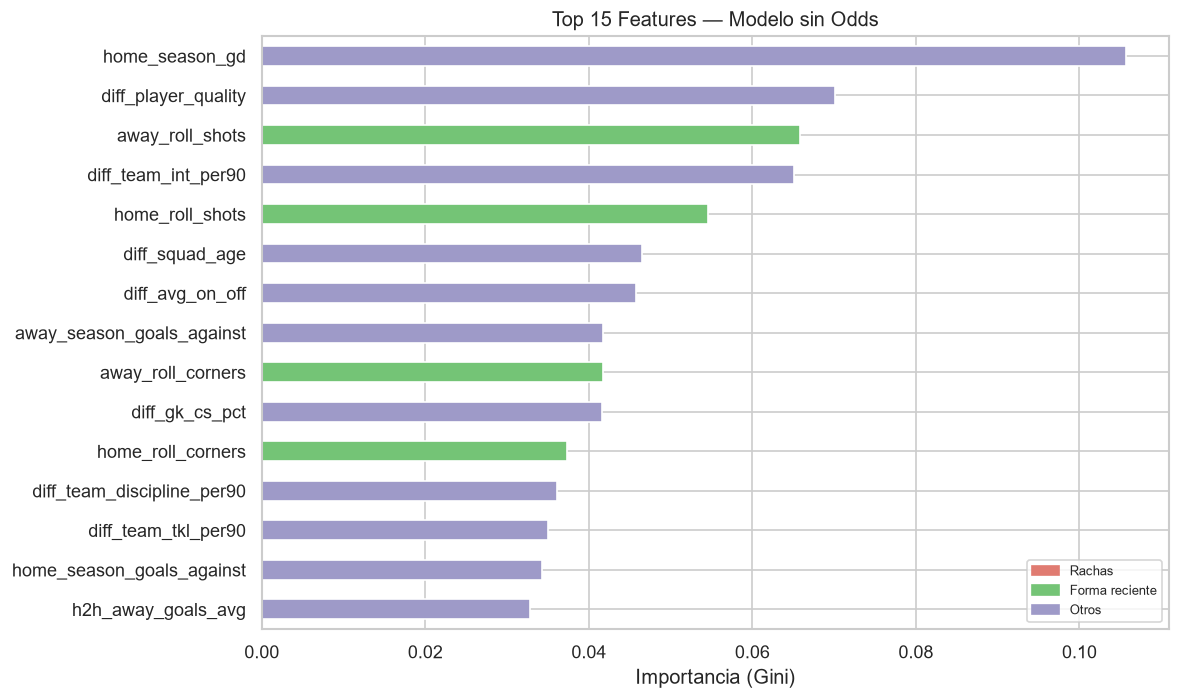 Top 15 Features — Modelo sin Odds
home_season_gd
diff_player_quality
away_roll_shots
diff_team_int_per90
home_roll_shots
diff_squad_age
diff_avg_on_off
away_season_goals_against
away_roll_corners
diff_gk_cs_pct
home_roll_corners
diff_team_discipline_per90
diff_team_tkl_per90
home_season_goals_against
h2h_away_goals_avg
Rachas
Forma reciente
Otros
0.00 0.02 0.04 0.06 0.08 0.10
Importancia (Gini)